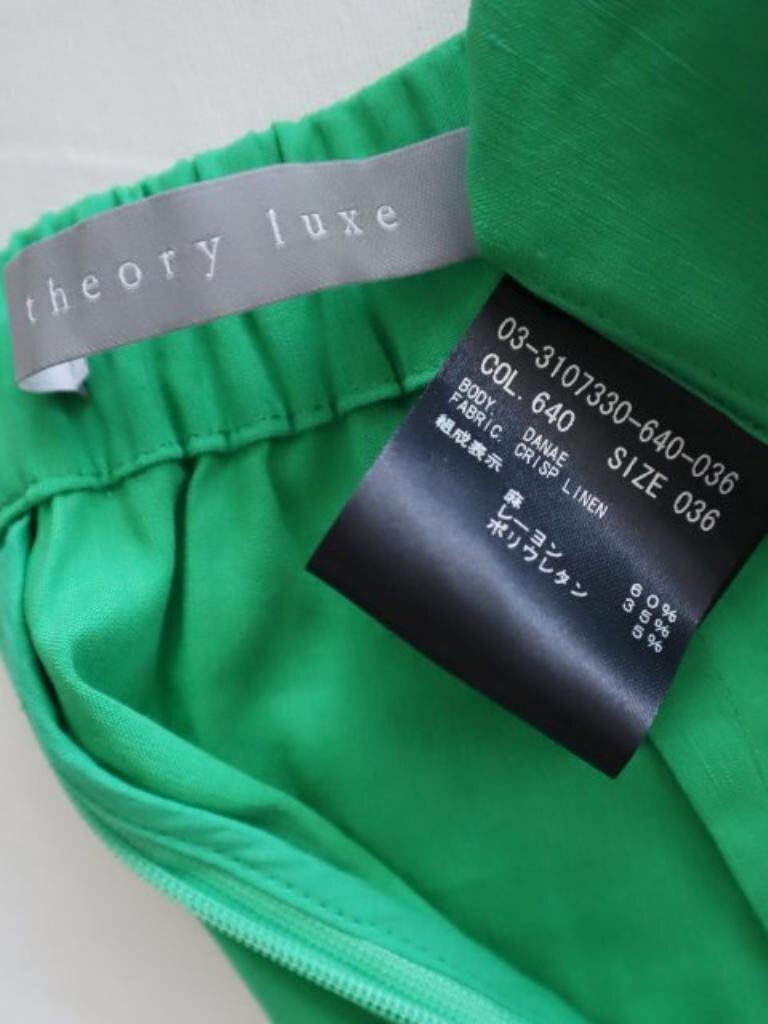 theory luxe
03-3107330-640-036
COL. 640 SIZE 036
BODY. DANAE
FABRIC. CRISP LINEN
組成表示
麻 60%
レーヨン 35%
ポリウレタン 5%